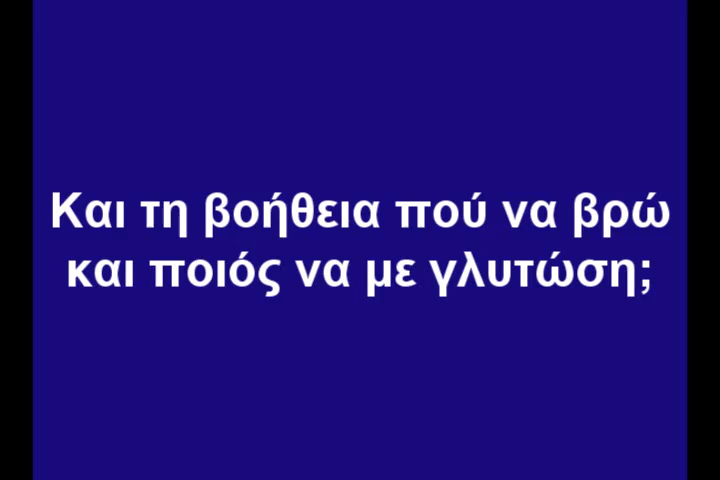 Και τη βοήθεια πού να βρώ
και ποιός να με γλυτώση;